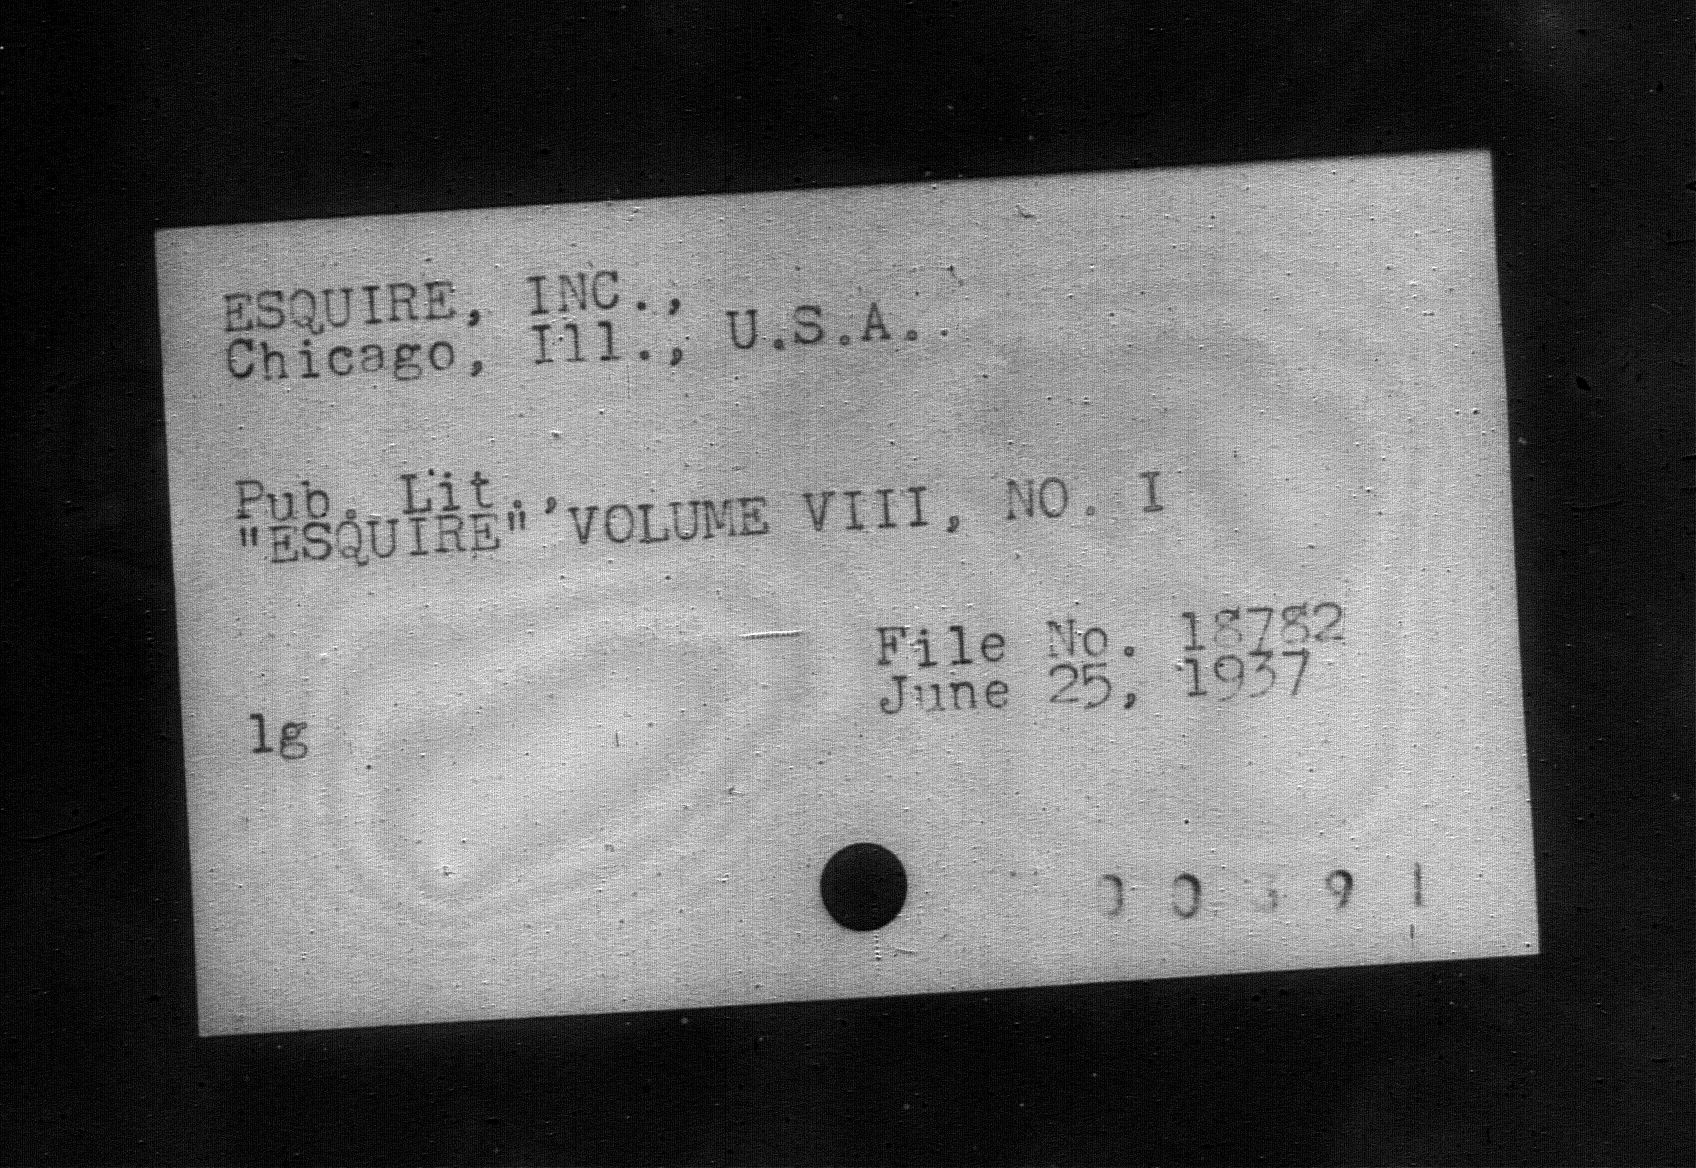 ESQUIRE, INC.,
Chicago, Ill., U.S.A..
Pub. Lit.,
"ESQUIRE" VOLUME VIII, NO. I
File No. 18782
June 25, 1937
lg